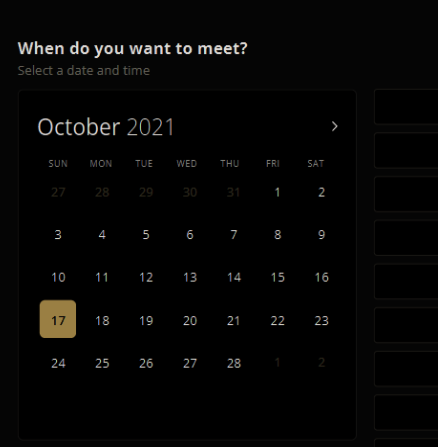 When do you want to meet?
Select a date and time
October 2021
SUN MON TUE WED THU FRI SAT
27 28 29 30 31 1 2
3 4 5 6 7 8 9
10 11 12 13 14 15 16
17 18 19 20 21 22 23
24 25 26 27 28 1 2